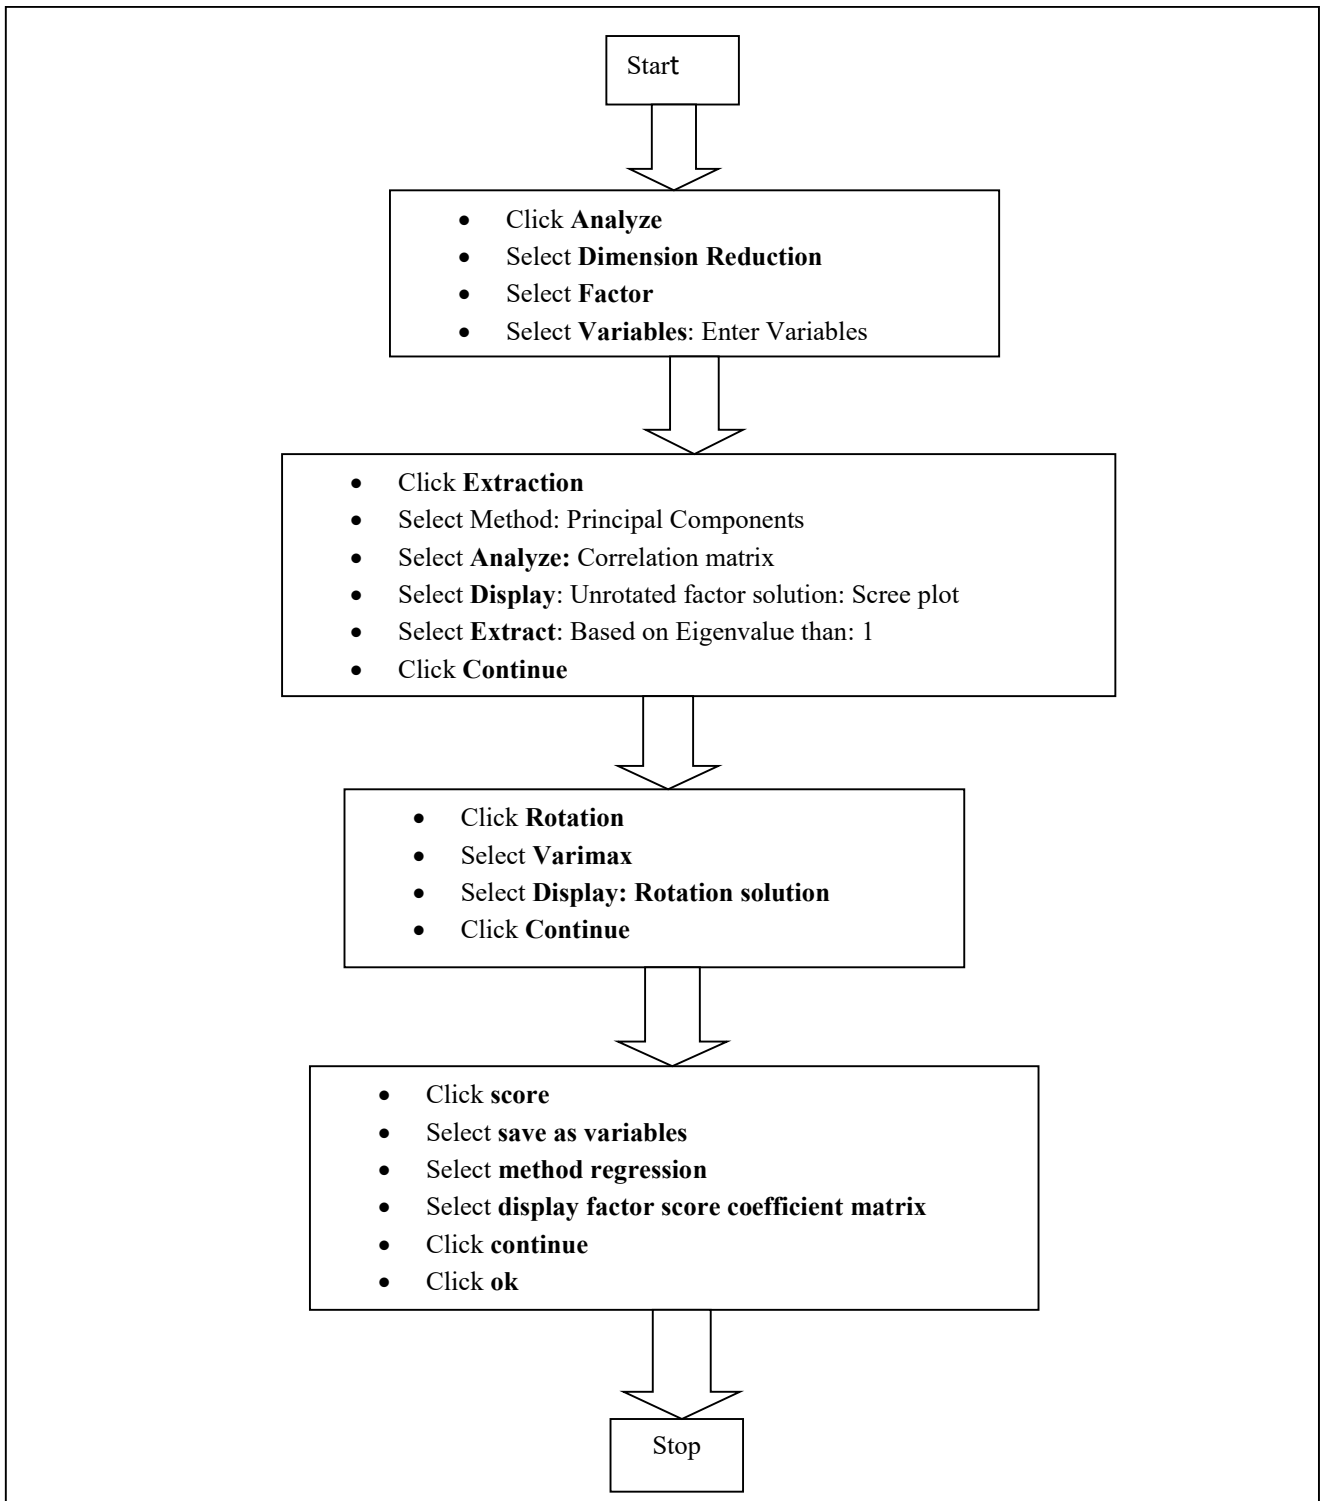 Start
• Click Analyze
• Select Dimension Reduction
• Select Factor
• Select Variables: Enter Variables
• Click Extraction
• Select Method: Principal Components
• Select Analyze: Correlation matrix
• Select Display: Unrotated factor solution: Scree plot
• Select Extract: Based on Eigenvalue than: 1
• Click Continue
• Click Rotation
• Select Varimax
• Select Display: Rotation solution
• Click Continue
• Click score
• Select save as variables
• Select method regression
• Select display factor score coefficient matrix
• Click continue
• Click ok
Stop